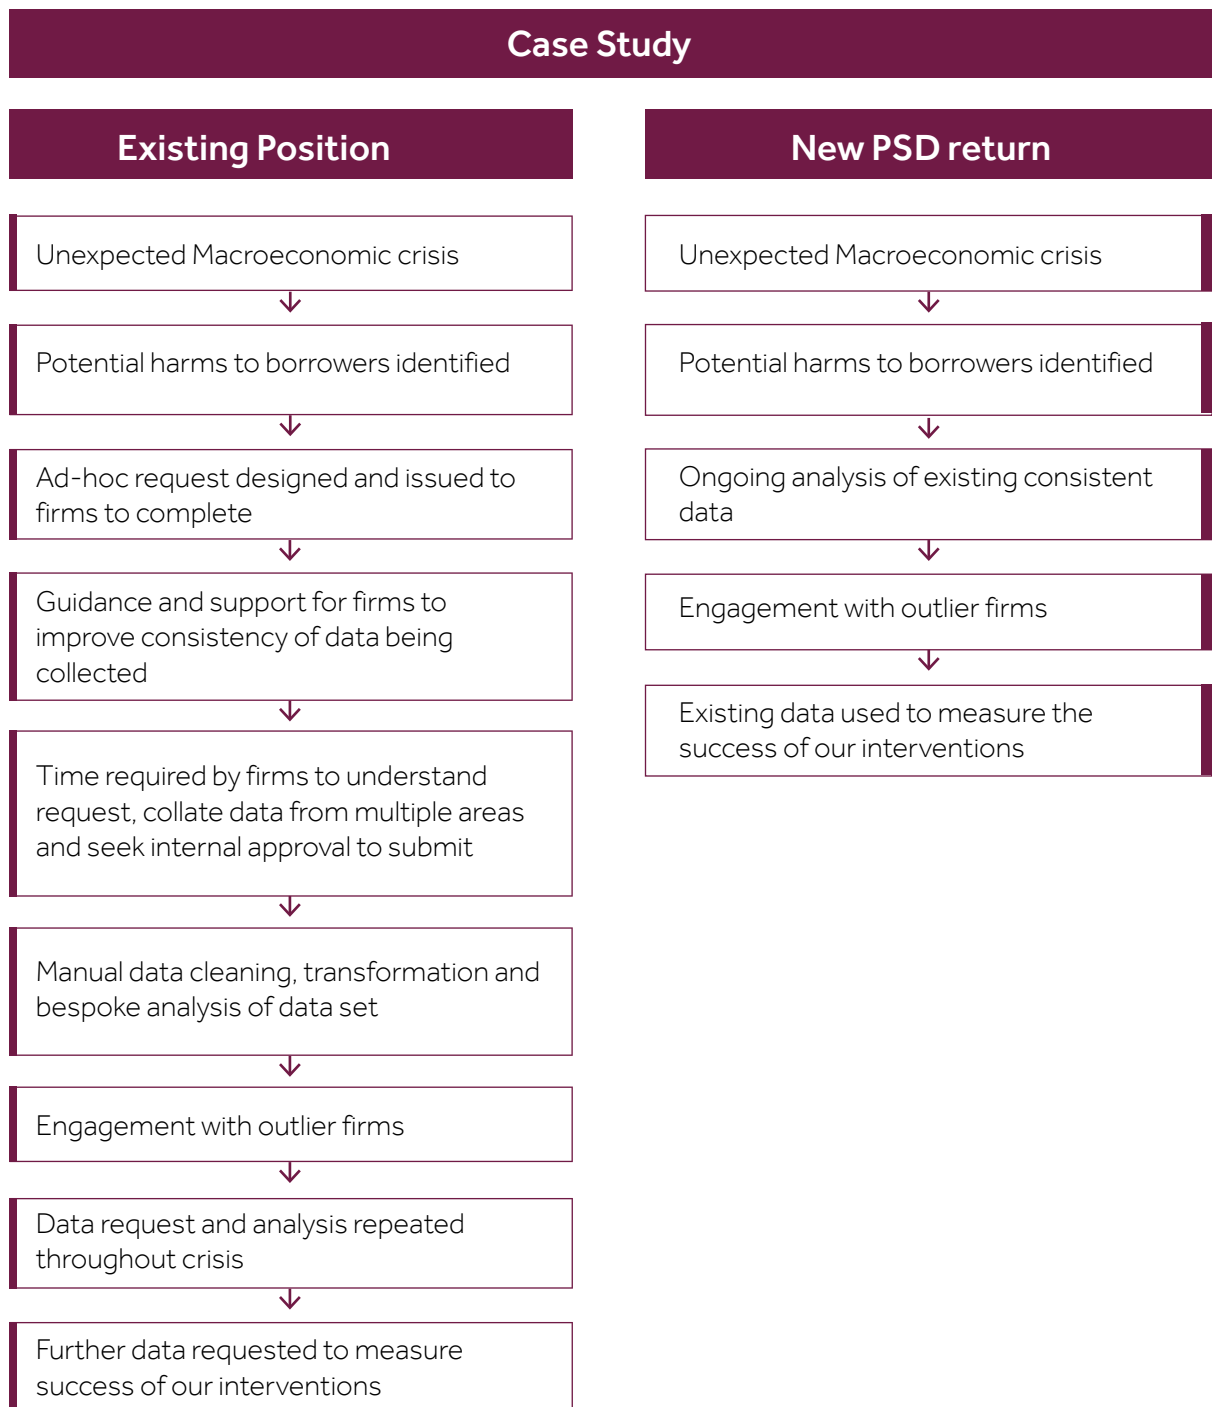 Case Study
Existing Position
Unexpected Macroeconomic crisis
Potential harms to borrowers identified
Ad-hoc request designed and issued to
firms to complete
Guidance and support for firms to
improve consistency of data being
collected
Time required by firms to understand
request, collate data from multiple areas
and seek internal approval to submit
Manual data cleaning, transformation and
bespoke analysis of data set
Engagement with outlier firms
Data request and analysis repeated
throughout crisis
Further data requested to measure
success of our interventions
New PSD return
Unexpected Macroeconomic crisis
Potential harms to borrowers identified
Ongoing analysis of existing consistent
data
Engagement with outlier firms
Existing data used to measure the
success of our interventions